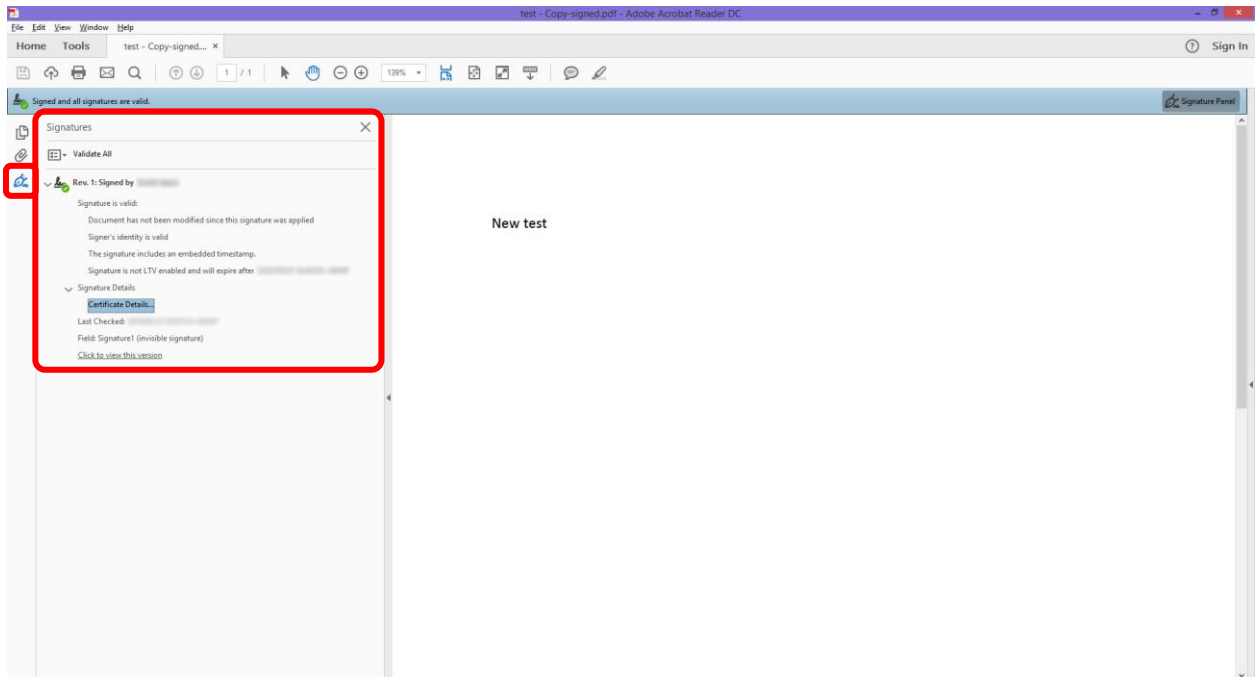 test - Copy-signed.pdf - Adobe Acrobat Reader DC
File Edit View Window Help
Home Tools test - Copy-signed.... × Sign In
1 / 1 139%
Signed and all signatures are valid. Signature Panel
Signatures
Validate All
Rev. 1: Signed by
Signature is valid:
Document has not been modified since this signature was applied
Signer's identity is valid
The signature includes an embedded timestamp.
Signature is not LTV enabled and will expire after
Signature Details
Certificate Details...
Last Checked:
Field: Signature1 (invisible signature)
Click to view this version
New test